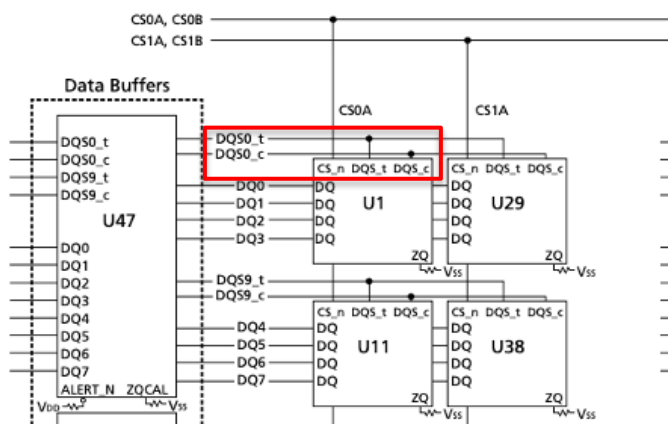 CS0A, CS0B
CS1A, CS1B
Data Buffers
CS0A
CS1A
DQS0_t
DQS0_c
DQS9_t
DQS9_c
U47
DQ0
DQ1
DQ2
DQ3
DQ4
DQ5
DQ6
DQ7
ALERT_N ZQCAL
VDD
VSS
DQS0_t
DQS0_c
DQ0
DQ1
DQ2
DQ3
CS_n DQS_t DQS_c
DQ
DQ
DQ
DQ
U1
ZQ
VSS
CS_n DQS_t DQS_c
DQ
DQ
DQ
DQ
U29
ZQ
VSS
DQS9_t
DQS9_c
DQ4
DQ5
DQ6
DQ7
CS_n DQS_t DQS_c
DQ
DQ
DQ
DQ
U11
ZQ
VSS
CS_n DQS_t DQS_c
DQ
DQ
DQ
DQ
U38
ZQ
VSS